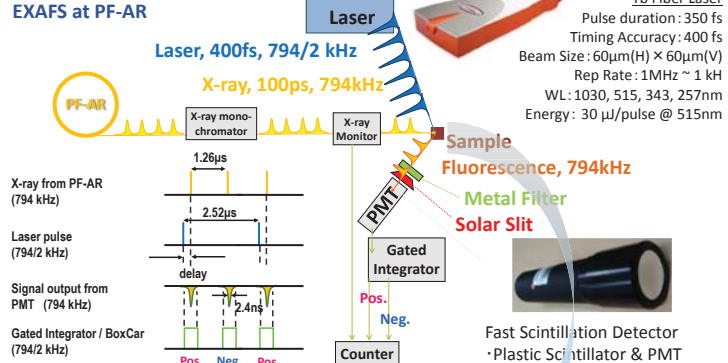 EXAFS at PF-AR
Laser
Pulse duration: 350 fs
Timing Accuracy: 400 fs
Beam Size: 60µm(H) × 60µm(V)
Rep Rate: 1MHz ~ 1 kH
WL: 1030, 515, 343, 257nm
Energy: 30 µJ/pulse @ 515nm
Laser, 400fs, 794/2 kHz
X-ray, 100ps, 794kHz
PF-AR
X-ray mono-
chromator
X-ray
Monitor
Sample
Fluorescence, 794kHz
Metal Filter
Solar Slit
PMT
Gated
Integrator
Pos.
Neg.
Counter
1.26µs
X-ray from PF-AR
(794 kHz)
2.52µs
Laser pulse
(794/2 kHz)
delay
Signal output from
PMT (794 kHz)
2.4ns
Gated Integrator / BoxCar
(794/2 kHz)
Pos. Neg. Pos.
Fast Scintillation Detector
・Plastic Scintillator & PMT